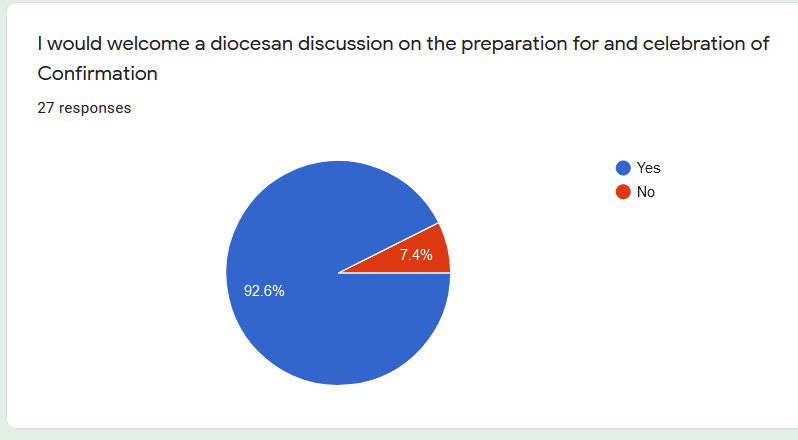 I would welcome a diocesan discussion on the preparation for and celebration of
Confirmation
27 responses
Yes
No
7.4%
92.6%